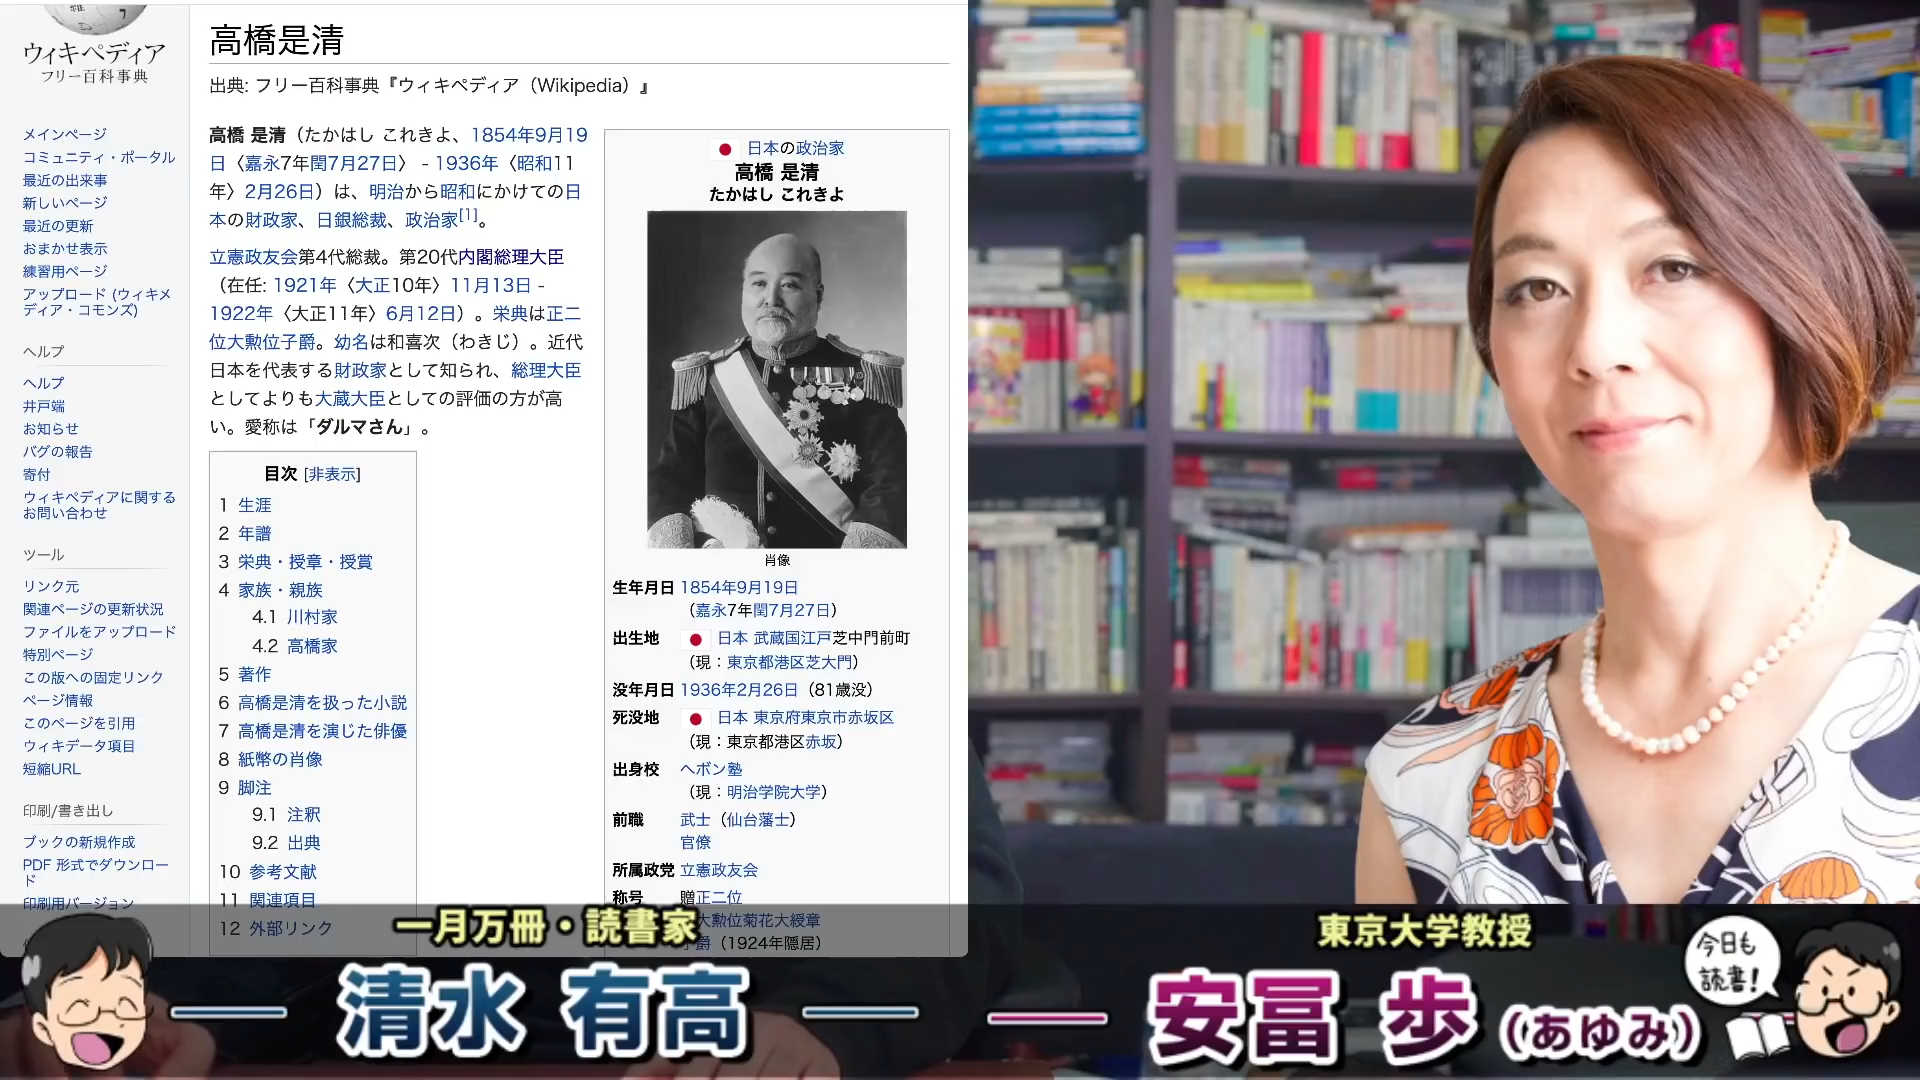 ウィキペディア
フリー百科事典
メインページ
コミュニティ・ポータル
最近の出来事
新しいページ
最近の更新
おまかせ表示
練習用ページ
アップロード (ウィキメ
ディア・コモンズ)
ヘルプ
ヘルプ
井戸端
お知らせ
バグの報告
寄付
ウィキペディアに関する
お問い合わせ
ツール
リンク元
関連ページの更新状況
ファイルをアップロード
特別ページ
この版への固定リンク
ページ情報
このページを引用
ウィキデータ項目
短縮URL
印刷/書き出し
ブックの新規作成
PDF 形式でダウンロー
ド
印刷用バージョン
高橋是清
出典: フリー百科事典『ウィキペディア（Wikipedia）』
高橋 是清（たかはし これきよ、1854年9月19
日〈嘉永7年閏7月27日〉 - 1936年〈昭和11
年〉2月26日）は、明治から昭和にかけての日
本の財政家、日銀総裁、政治家[1]。
立憲政友会第4代総裁。第20代内閣総理大臣
（在任: 1921年〈大正10年〉11月13日 -
1922年〈大正11年〉6月12日）。栄典は正二
位大勲位子爵。幼名は和喜次（わきじ）。近代
日本を代表する財政家として知られ、総理大臣
としてよりも大蔵大臣としての評価の方が高
い。愛称は「ダルマさん」。
目次 [非表示]
1 生涯
2 年譜
3 栄典・授章・授賞
4 家族・親族
4.1 川村家
4.2 高橋家
5 著作
6 高橋是清を扱った小説
7 高橋是清を演じた俳優
8 紙幣の肖像
9 脚注
9.1 注釈
9.2 出典
10 参考文献
11 関連項目
12 外部リンク
日本の政治家
高橋 是清
たかはし これきよ
肖像
生年月日 1854年9月19日
（嘉永7年閏7月27日）
出生地 日本 武蔵国江戸芝中門前町
（現：東京都港区芝大門）
没年月日 1936年2月26日（81歳没）
死没地 日本 東京府東京市赤坂区
（現：東京都港区赤坂）
出身校 ヘボン塾
（現：明治学院大学）
前職 武士（仙台藩士）
官僚
所属政党 立憲政友会
称号 贈正二位
大勲位菊花大綬章
子爵（1924年隠居）
一月万冊・読書家
清水 有高
東京大学教授
安冨 歩 (あゆみ)
今日も
読書!